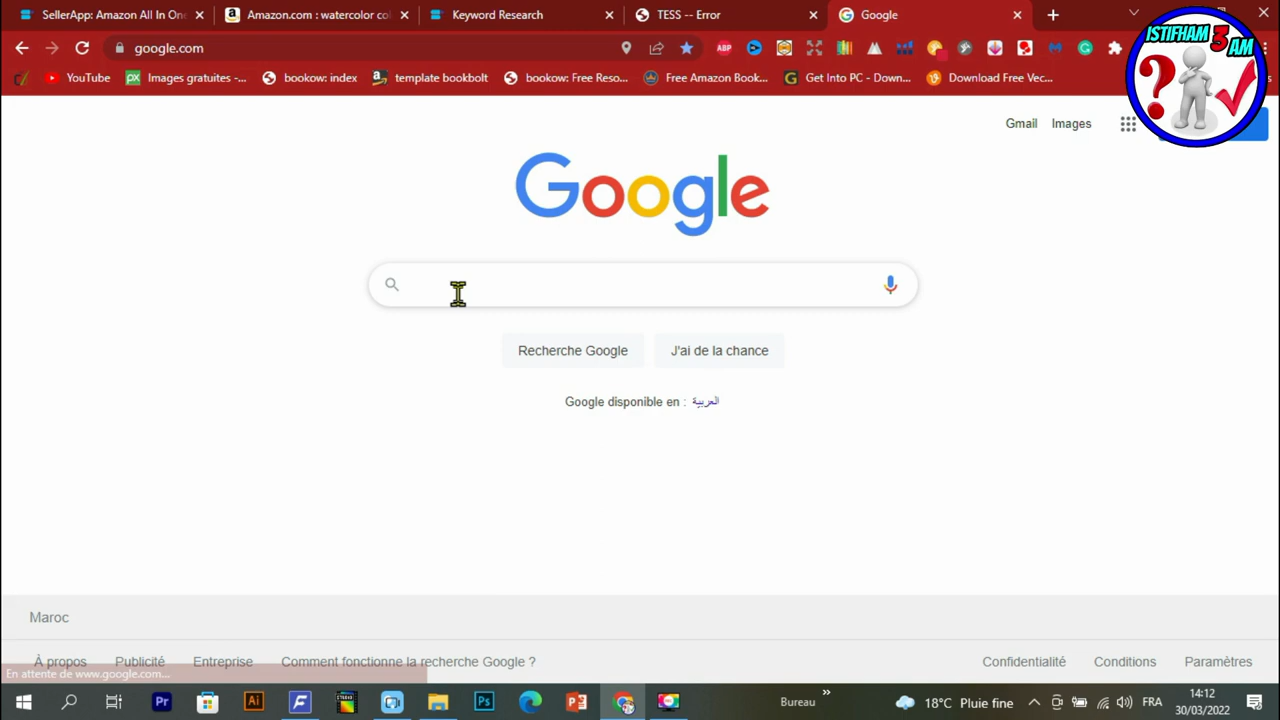 SellerApp: Amazon All In One
Amazon.com : watercolor co
Keyword Research
TESS -- Error
Google
google.com
YouTube
Images gratuites -...
bookow: index
template bookbolt
bookow: Free Reso...
Free Amazon Book...
Get Into PC - Down...
Download Free Vec...
ISTIFHAM 3 AM
Gmail
Images
Google
Recherche Google
J'ai de la chance
Google disponible en : العربية
Maroc
À propos
Publicité
Entreprise
Comment fonctionne la recherche Google ?
Confidentialité
Conditions
Paramètres
En attente de www.google.com...
Bureau
18°C Pluie fine
FRA
14:12
30/03/2022